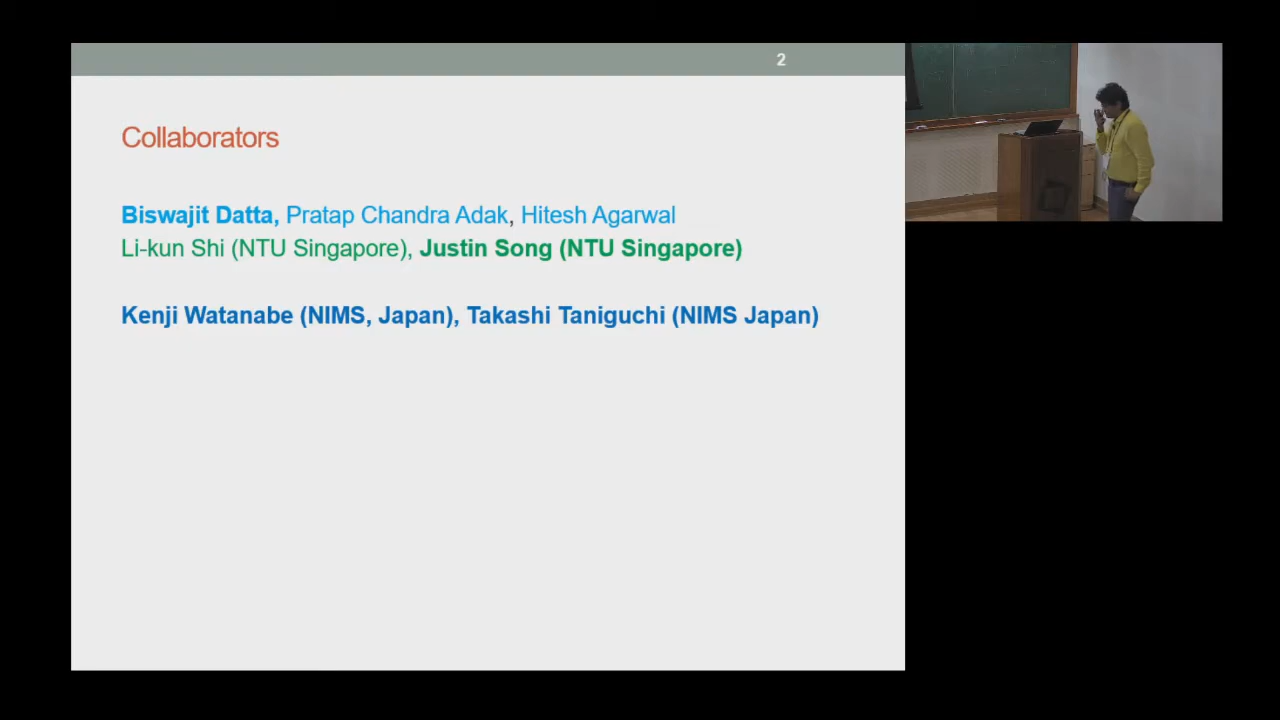 2
Collaborators
Biswajit Datta, Pratap Chandra Adak, Hitesh Agarwal
Li-kun Shi (NTU Singapore), Justin Song (NTU Singapore)
Kenji Watanabe (NIMS, Japan), Takashi Taniguchi (NIMS Japan)